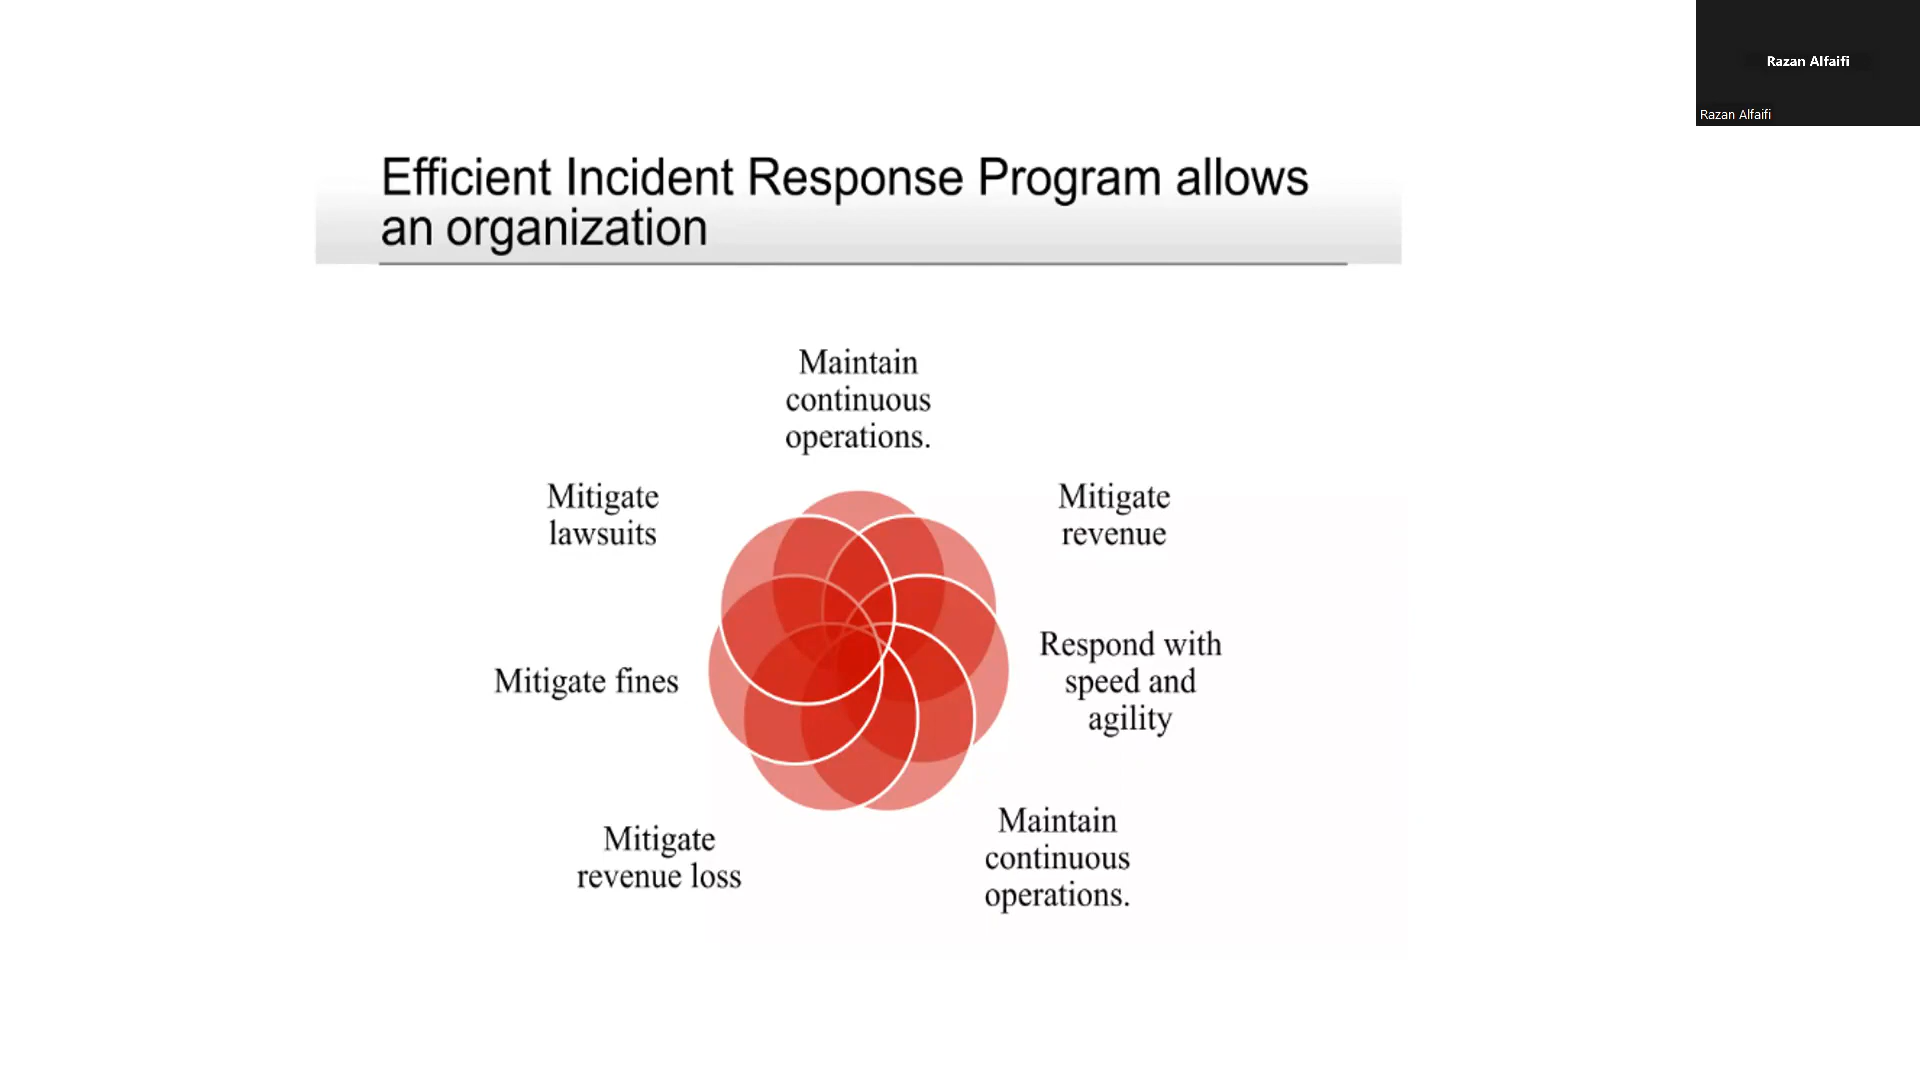 Razan Alfaifi
Razan Alfaifi
Efficient Incident Response Program allows
an organization
Maintain
continuous
operations.
Mitigate
revenue
Respond with
speed and
agility
Maintain
continuous
operations.
Mitigate
revenue loss
Mitigate fines
Mitigate
lawsuits